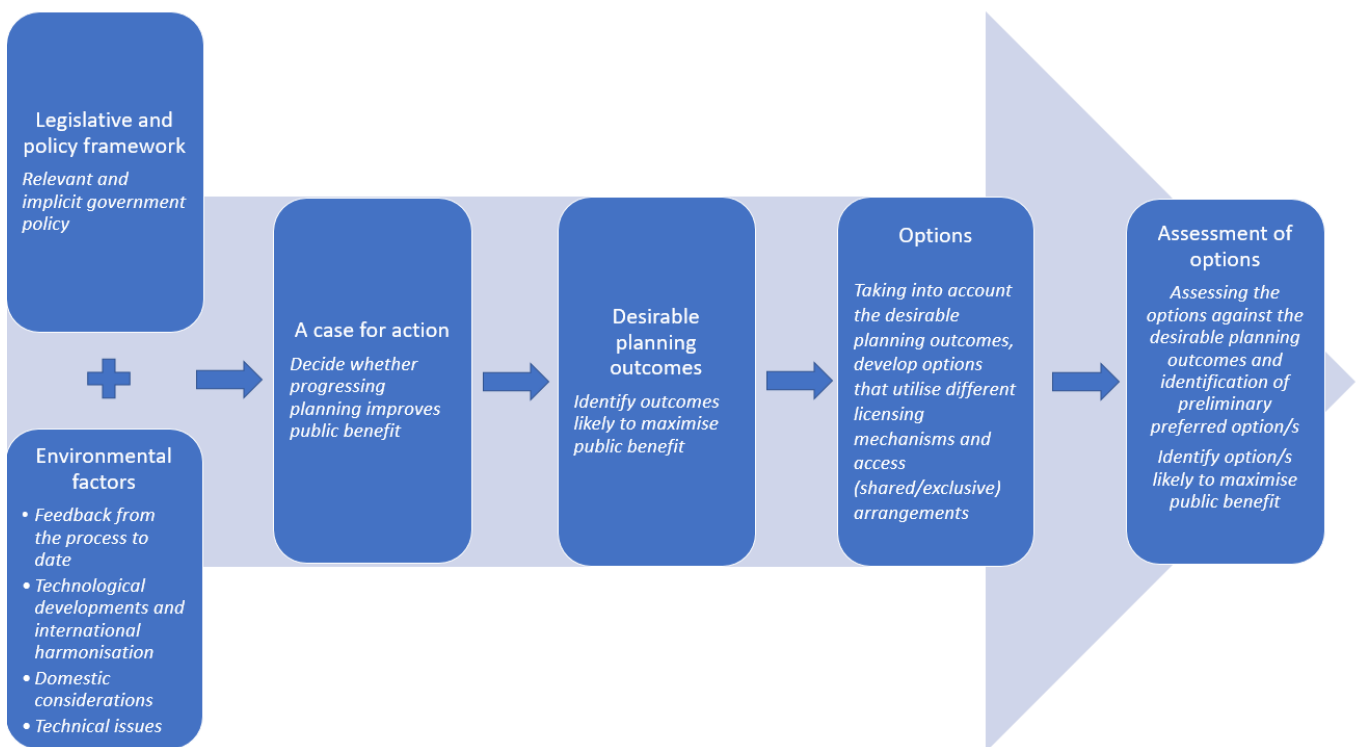 Legislative and
policy framework
Relevant and
implicit government
policy
Environmental
factors
• Feedback from
the process to
date
• Technological
developments and
international
harmonisation
• Domestic
considerations
• Technical issues
A case for action
Decide whether
progressing
planning improves
public benefit
Desirable
planning
outcomes
Identify outcomes
likely to maximise
public benefit
Options
Taking into account
the desirable
planning outcomes,
develop options
that utilise different
licensing
mechanisms and
access
(shared/exclusive)
arrangements
Assessment of
options
Assessing the
options against the
desirable planning
outcomes and
identification of
preliminary
preferred option/s
Identify option/s
likely to maximise
public benefit